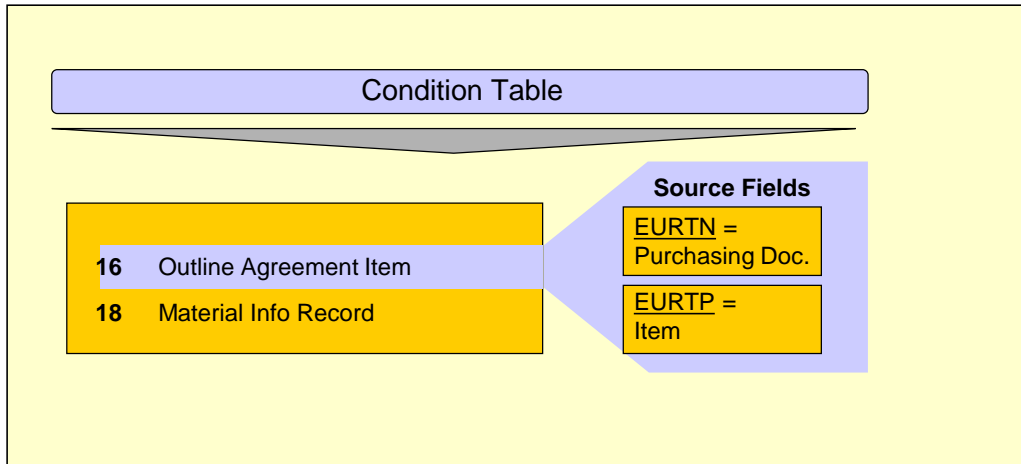 Condition Table
Source Fields
EURTN =
Purchasing Doc.
16 Outline Agreement Item
EURTP =
Item
18 Material Info Record